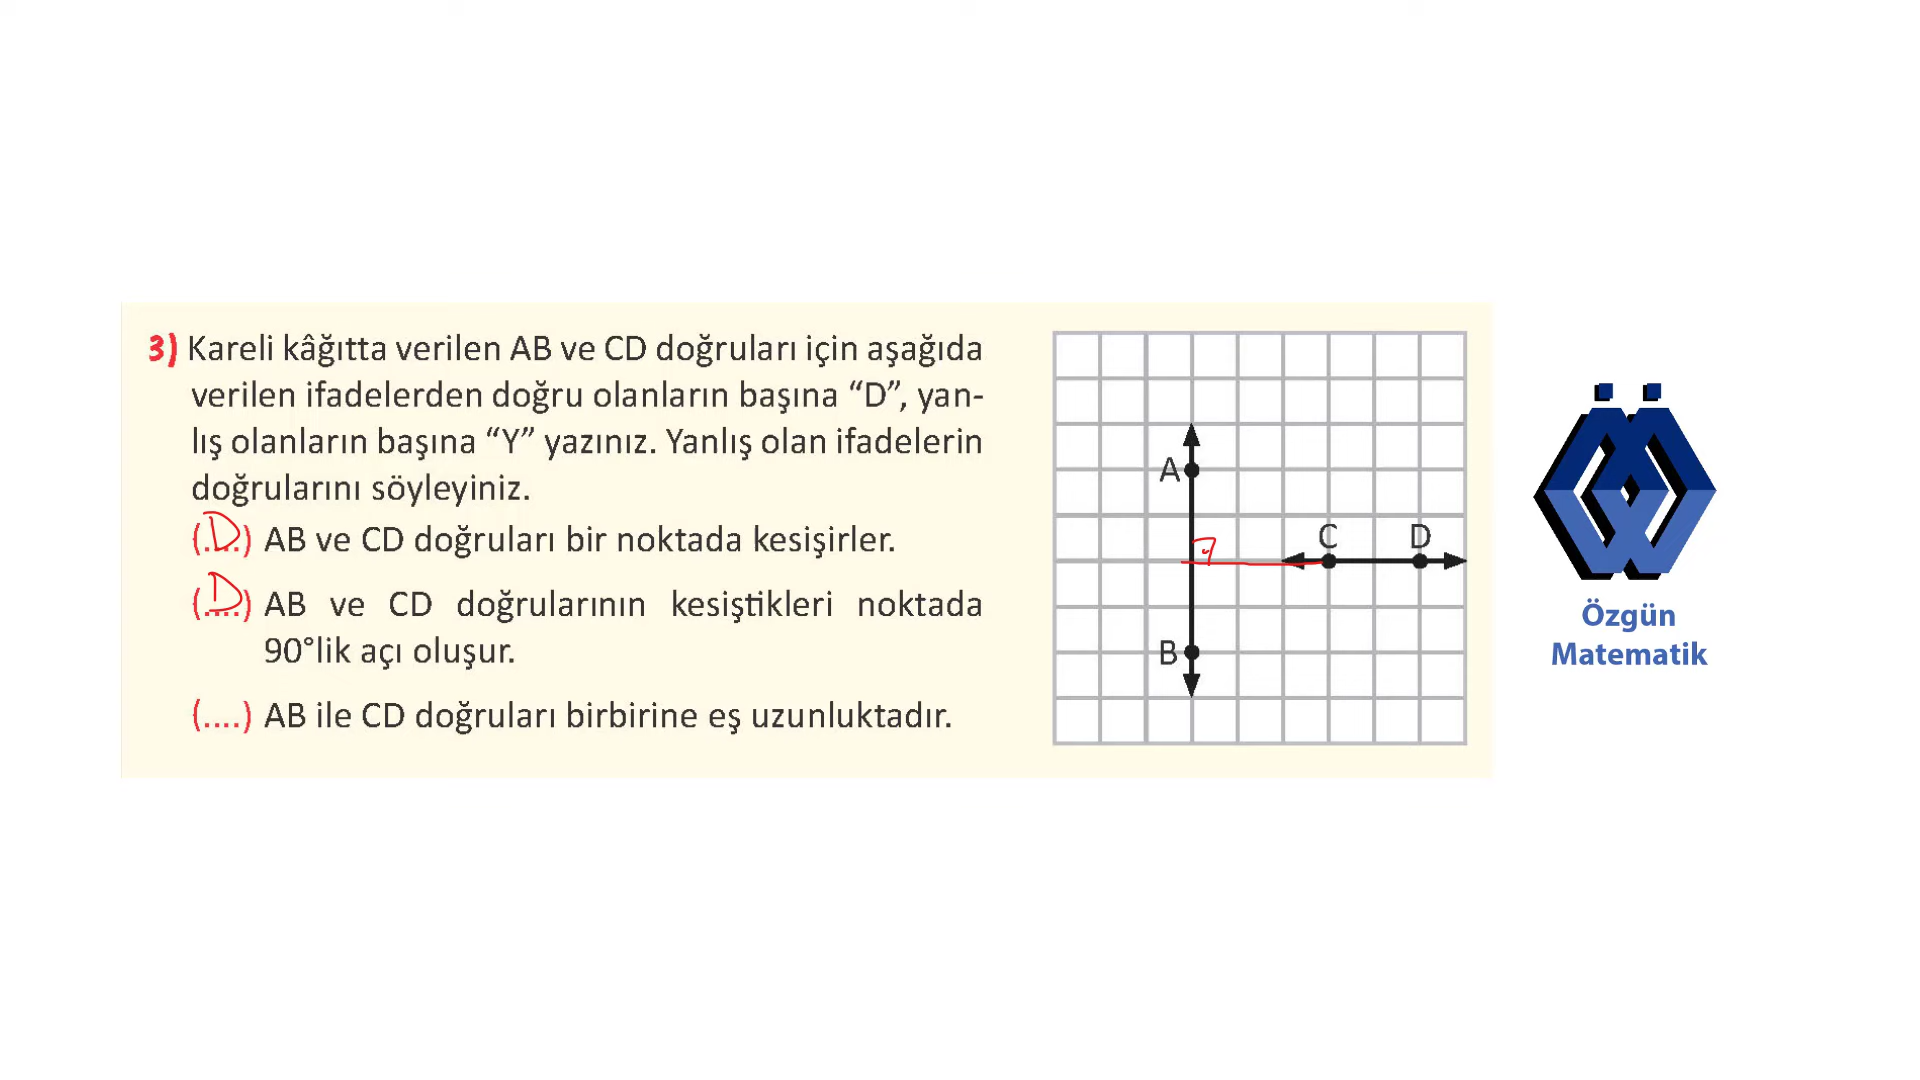 3) Kareli kâğıtta verilen AB ve CD doğruları için aşağıda
verilen ifadelerden doğru olanların başına “D”, yan-
lış olanların başına “Y” yazınız. Yanlış olan ifadelerin
doğrularını söyleyiniz.
(.D.) AB ve CD doğruları bir noktada kesişirler.
(.D.) AB ve CD doğrularının kesiştikleri noktada
90°lik açı oluşur.
(....) AB ile CD doğruları birbirine eş uzunluktadır.
A
C D
B
Özgün
Matematik